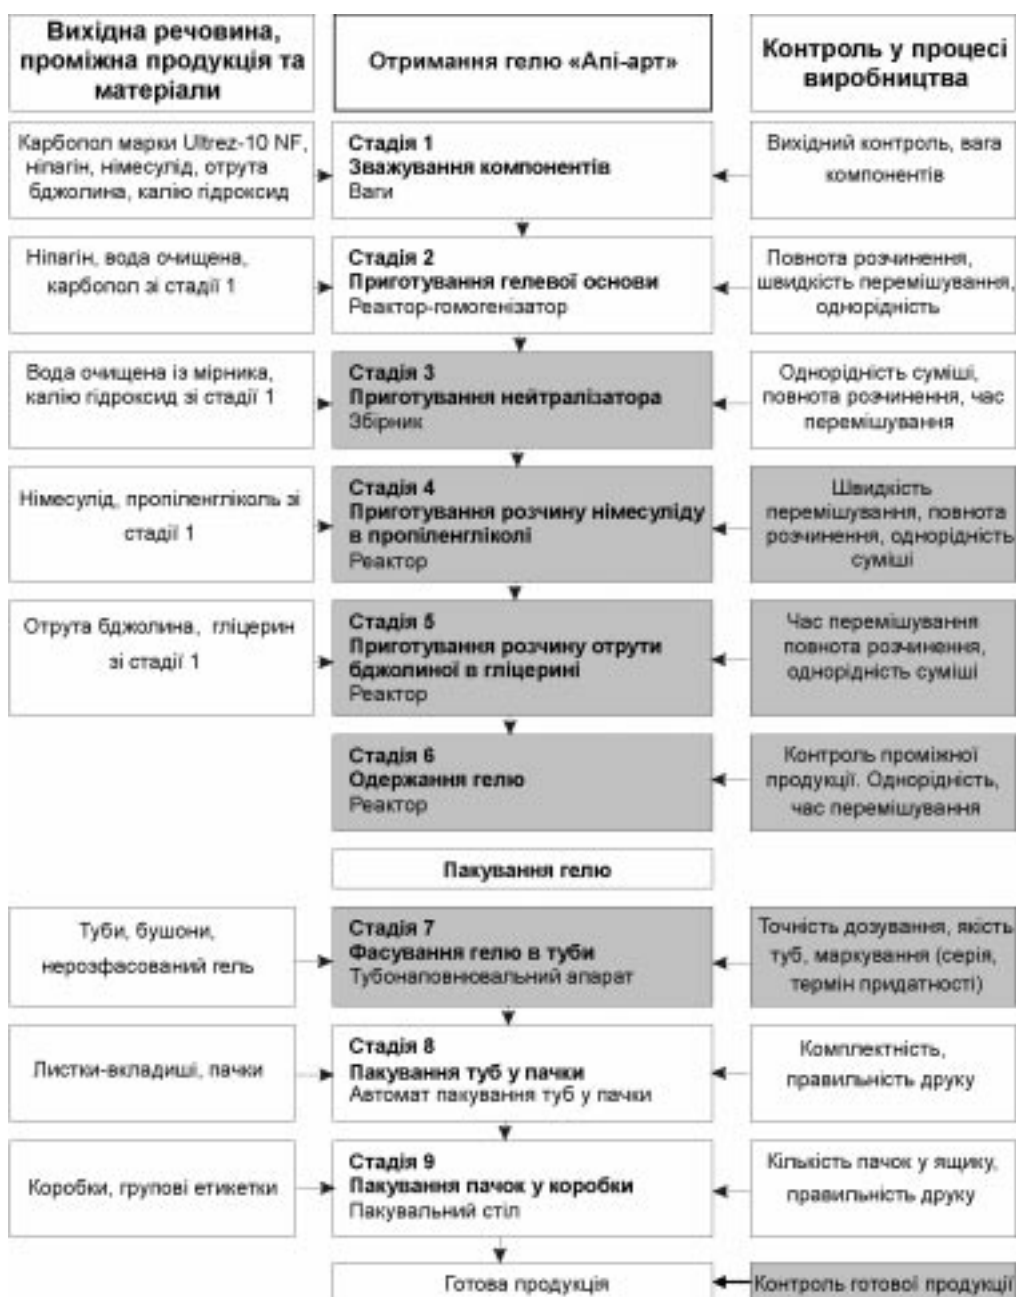 Вихідна речовина,
проміжна продукція та
матеріали
Отримання гелю «Апі-арт»
Контроль у процесі
виробництва
Карбопол марки Ultrez-10 NF,
ніпагін, німесулід, отрута
бджолина, калію гідроксид
Стадія 1
Зважування компонентів
Ваги
Вихідний контроль, вага
компонентів
Ніпагін, вода очищена,
карбопол зі стадії 1
Стадія 2
Приготування гелевої основи
Реактор-гомогенізатор
Повнота розчинення,
швидкість перемішування,
однорідність
Вода очищена із мірника,
калію гідроксид зі стадії 1
Стадія 3
Приготування нейтралізатора
Збірник
Однорідність суміші,
повнота розчинення, час
перемішування
Німесулід, пропіленгліколь зі
стадії 1
Стадія 4
Приготування розчину німесуліду
в пропіленгліколі
Реактор
Швидкість
перемішування, повнота
розчинення, однорідність
суміші
Отрута бджолина, гліцерин
зі стадії 1
Стадія 5
Приготування розчину отрути
бджолиної в гліцерині
Реактор
Час перемішування
повнота розчинення,
однорідність суміші
Стадія 6
Одержання гелю
Реактор
Контроль проміжної
продукції. Однорідність,
час перемішування
Пакування гелю
Туби, бушони,
нерозфасований гель
Стадія 7
Фасування гелю в туби
Тубонаповнювальний апарат
Точність дозування, якість
туб, маркування (серія,
термін придатності)
Листки-вкладиші, пачки
Стадія 8
Пакування туб у пачки
Автомат пакування туб у пачки
Комплектність,
правильність друку
Коробки, групові етикетки
Стадія 9
Пакування пачок у коробки
Пакувальний стіл
Кількість пачок у ящику,
правильність друку
Готова продукція
Контроль готової продукції